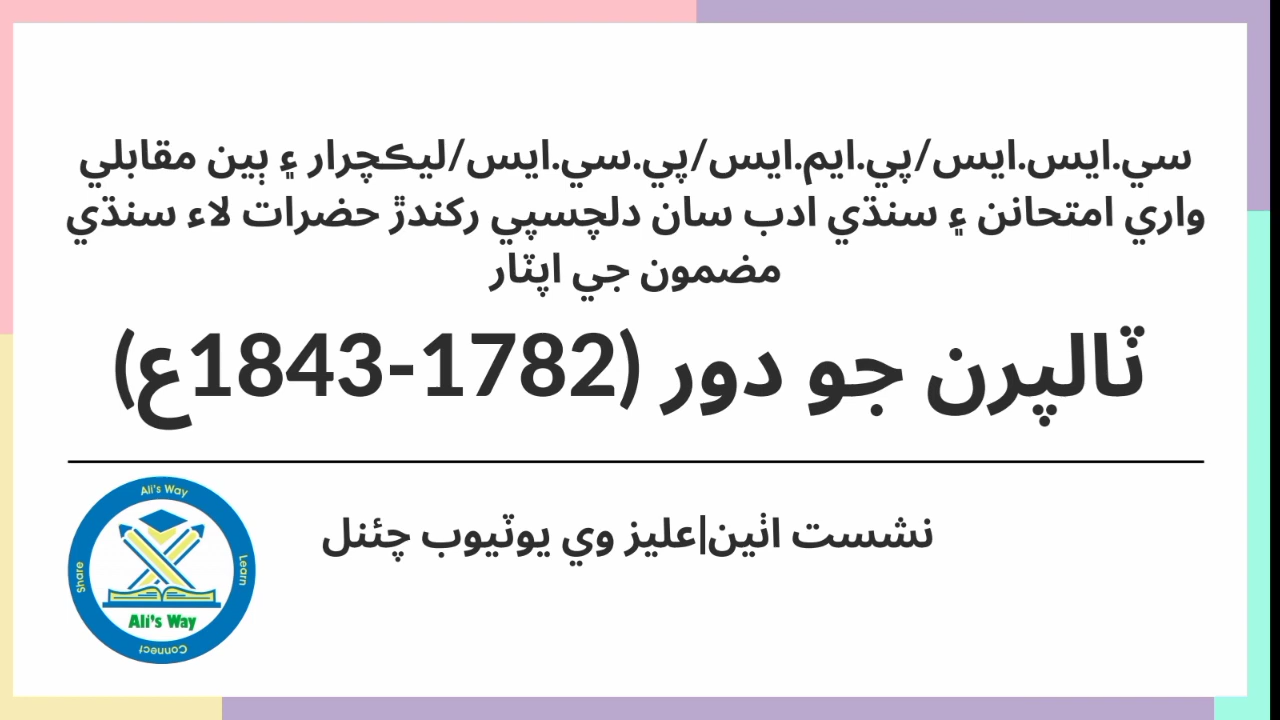 سي.ايس.ايس/پي.ايم.ايس/پي.سي.ايس/ليڪچرار ۽ ٻين مقابلي
واري امتحانن ۽ سنڌي ادب سان دلچسپي رکندڙ حضرات لاء سنڌي
مضمون جي اپٽار
ٽالپرن جو دور (1782-1843ع)
نشست اٺين|عليز وي يوٽيوب چئنل
Ali's Way
Learn
Share
Ali's Way
Connect